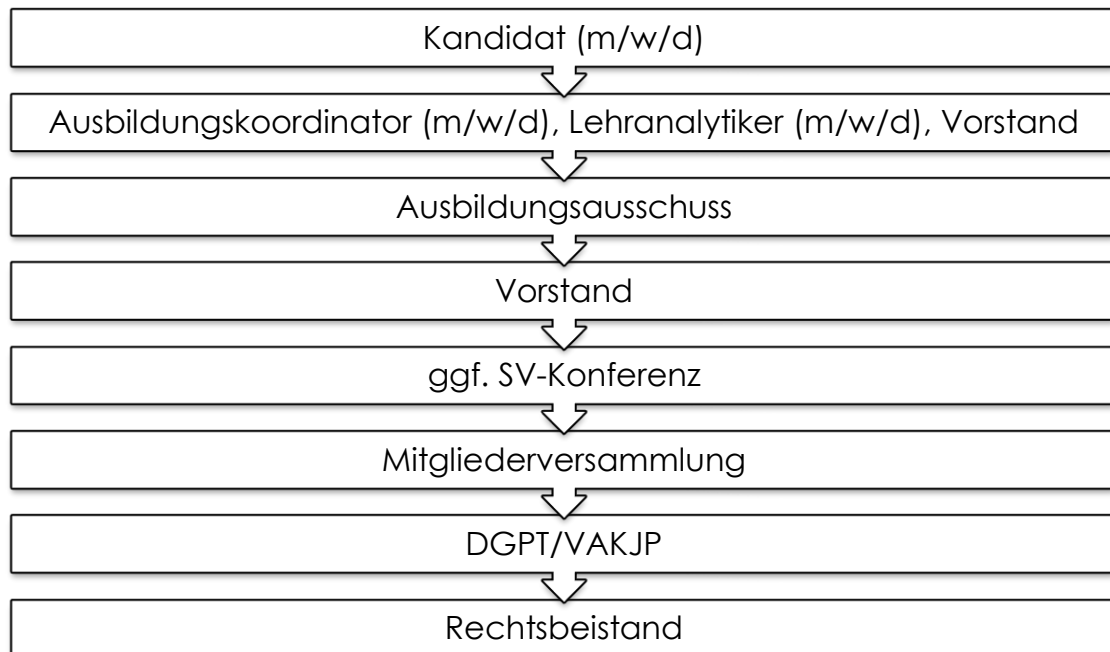 Kandidat (m/w/d)
Ausbildungskoordinator (m/w/d), Lehranalytiker (m/w/d), Vorstand
Ausbildungsausschuss
Vorstand
ggf. SV-Konferenz
Mitgliederversammlung
DGPT/VAKJP
Rechtsbeistand